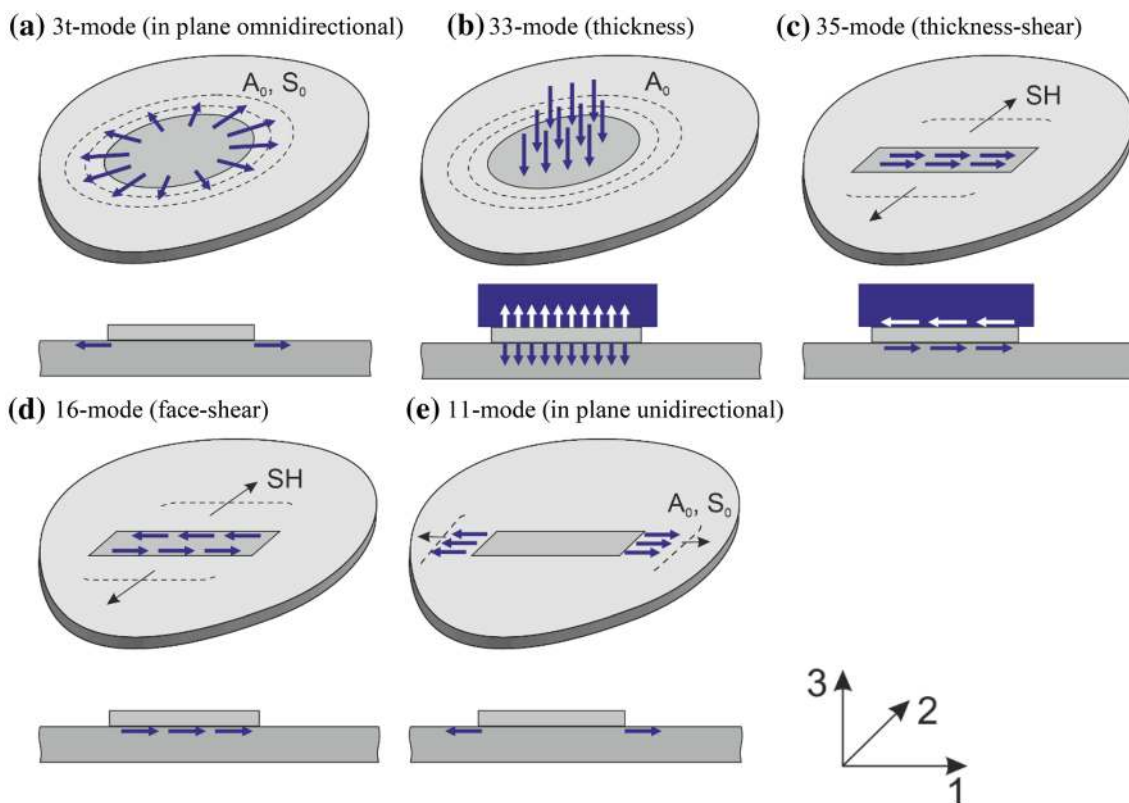 (a) 3t-mode (in plane omnidirectional)
A₀, S₀
(b) 33-mode (thickness)
A₀
(c) 35-mode (thickness-shear)
SH
(d) 16-mode (face-shear)
SH
(e) 11-mode (in plane unidirectional)
A₀, S₀
3
2
1